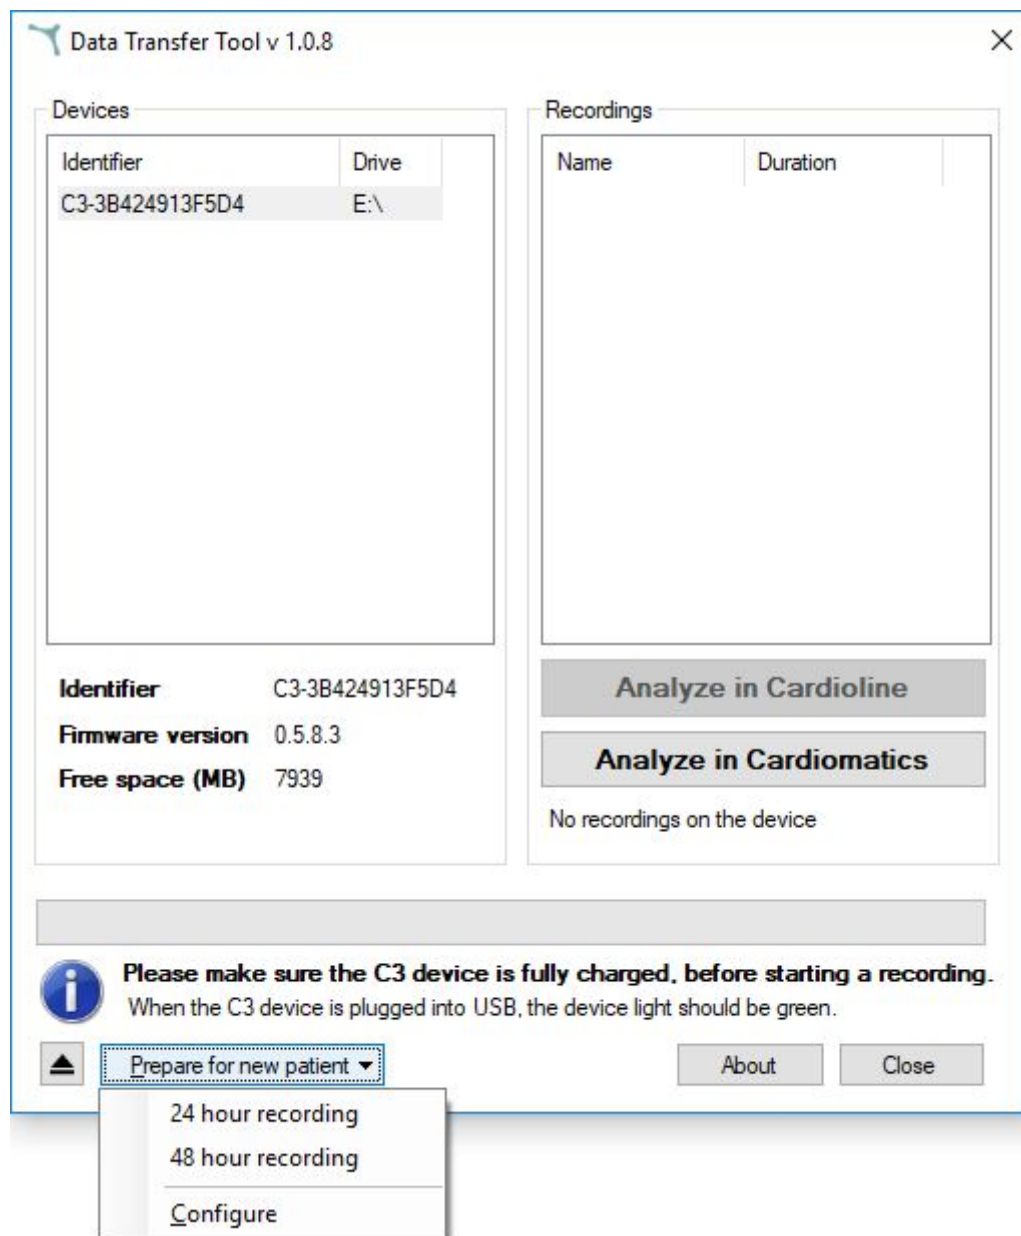 Data Transfer Tool v 1.0.8
Devices
Identifier Drive
C3-3B424913F5D4 E:\
Identifier C3-3B424913F5D4
Firmware version 0.5.8.3
Free space (MB) 7939
Recordings
Name Duration
Analyze in Cardioline
Analyze in Cardiomatics
No recordings on the device
Please make sure the C3 device is fully charged, before starting a recording.
When the C3 device is plugged into USB, the device light should be green.
Prepare for new patient
About
Close
24 hour recording
48 hour recording
Configure